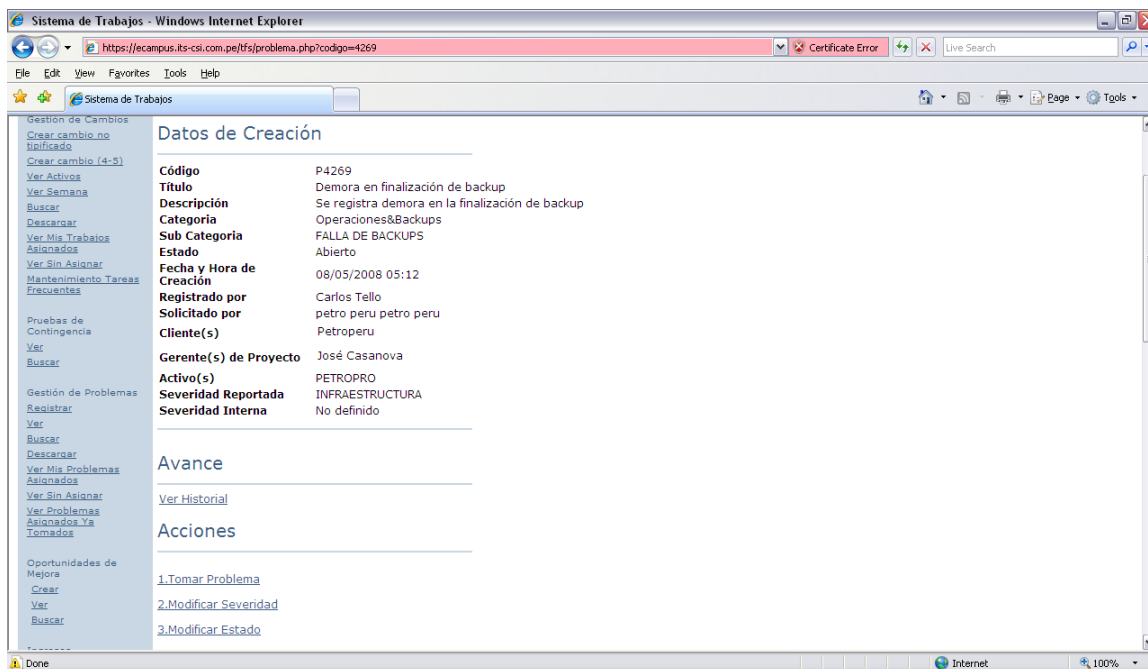 Sistema de Trabajos - Windows Internet Explorer
https://ecampus.its-csi.com.pe/tfs/problema.php?codigo=4269
Certificate Error
Live Search
File Edit View Favorites Tools Help
Sistema de Trabajos
Page Tools
Gestión de Cambios
Crear cambio no
tipificado
Crear cambio (4-5)
Ver Activos
Ver Semana
Buscar
Descargar
Ver Mis Trabajos
Asignados
Ver Sin Asignar
Mantenimiento Tareas
Frecuentes
Pruebas de
Contingencia
Ver
Buscar
Gestión de Problemas
Registrar
Ver
Buscar
Descargar
Ver Mis Problemas
Asignados
Ver Sin Asignar
Ver Problemas
Asignados Ya
Tomados
Oportunidades de
Mejora
Crear
Ver
Buscar
Datos de Creación
Código P4269
Título Demora en finalización de backup
Descripción Se registra demora en la finalización de backup
Categoria Operaciones&Backups
Sub Categoria FALLA DE BACKUPS
Estado Abierto
Fecha y Hora de
Creación 08/05/2008 05:12
Registrado por Carlos Tello
Solicitado por petro peru petro peru
Cliente(s) Petroperu
Gerente(s) de Proyecto José Casanova
Activo(s) PETROPRO
Severidad Reportada INFRAESTRUCTURA
Severidad Interna No definido
Avance
Ver Historial
Acciones
1.Tomar Problema
2.Modificar Severidad
3.Modificar Estado
Done
Internet
100%